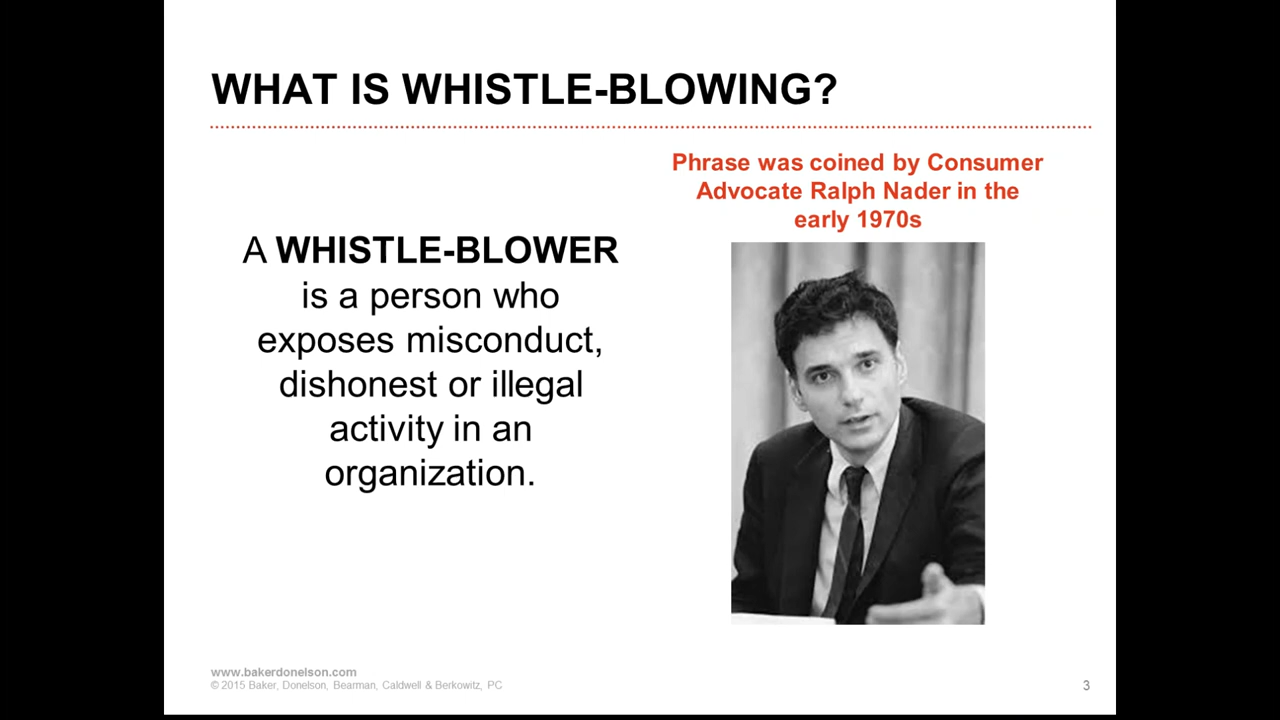 WHAT IS WHISTLE-BLOWING?
Phrase was coined by Consumer
Advocate Ralph Nader in the
early 1970s
A WHISTLE-BLOWER
is a person who
exposes misconduct,
dishonest or illegal
activity in an
organization.
www.bakerdonelson.com
© 2015 Baker, Donelson, Bearman, Caldwell & Berkowitz, PC
3